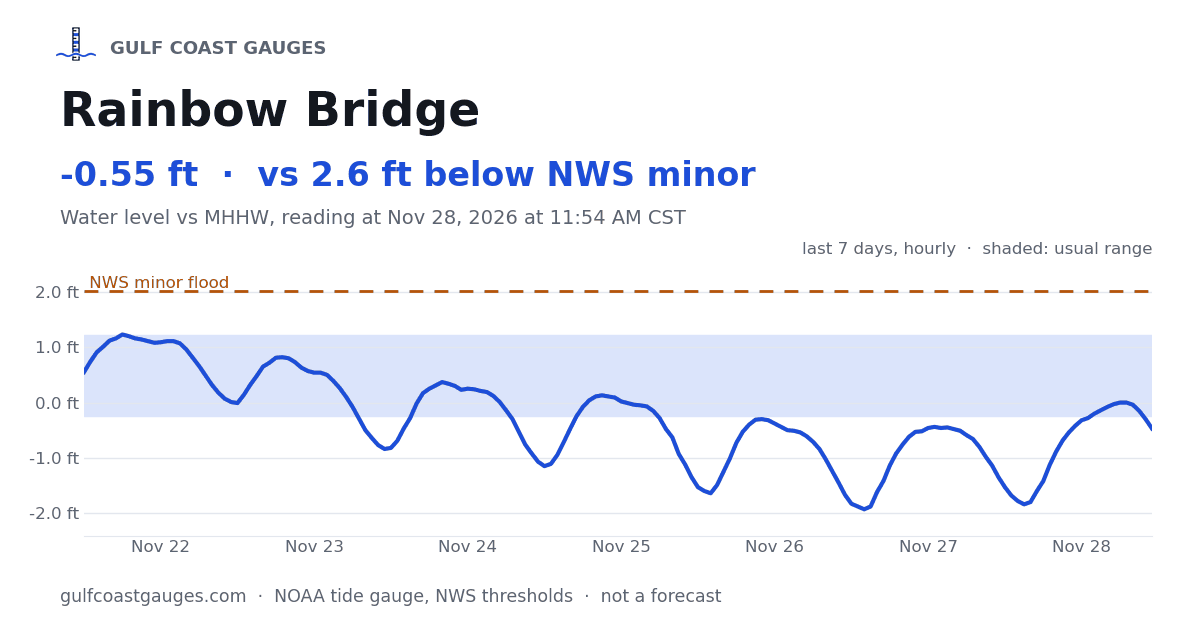 GULF COAST GAUGES
Rainbow Bridge
-0.55 ft · vs 2.6 ft below NWS minor
Water level vs MHHW, reading at Nov 28, 2026 at 11:54 AM CST
last 7 days, hourly · shaded: usual range
NWS minor flood
2.0 ft
1.0 ft
0.0 ft
-1.0 ft
-2.0 ft
Nov 22 Nov 23 Nov 24 Nov 25 Nov 26 Nov 27 Nov 28
gulfcoastgauges.com · NOAA tide gauge, NWS thresholds · not a forecast